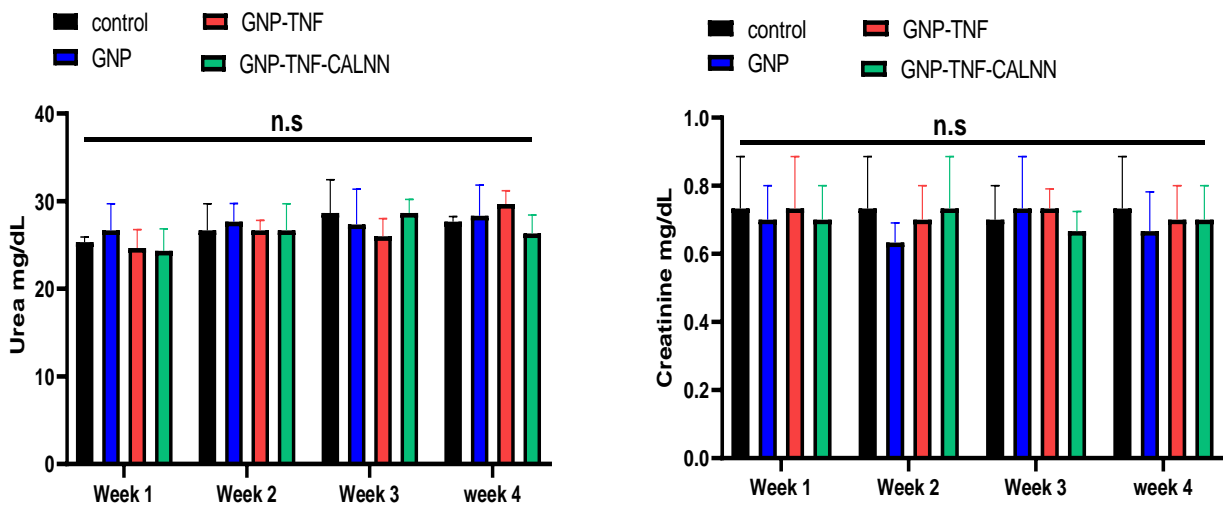 control
GNP-TNF
GNP
GNP-TNF-CALNN
n.s
Urea mg/dL
40
30
20
10
0
Week 1
Week 2
Week 3
week 4
control
GNP-TNF
GNP
GNP-TNF-CALNN
n.s
Creatinine mg/dL
1.0
0.8
0.6
0.4
0.2
0.0
Week 1
Week 2
Week 3
week 4